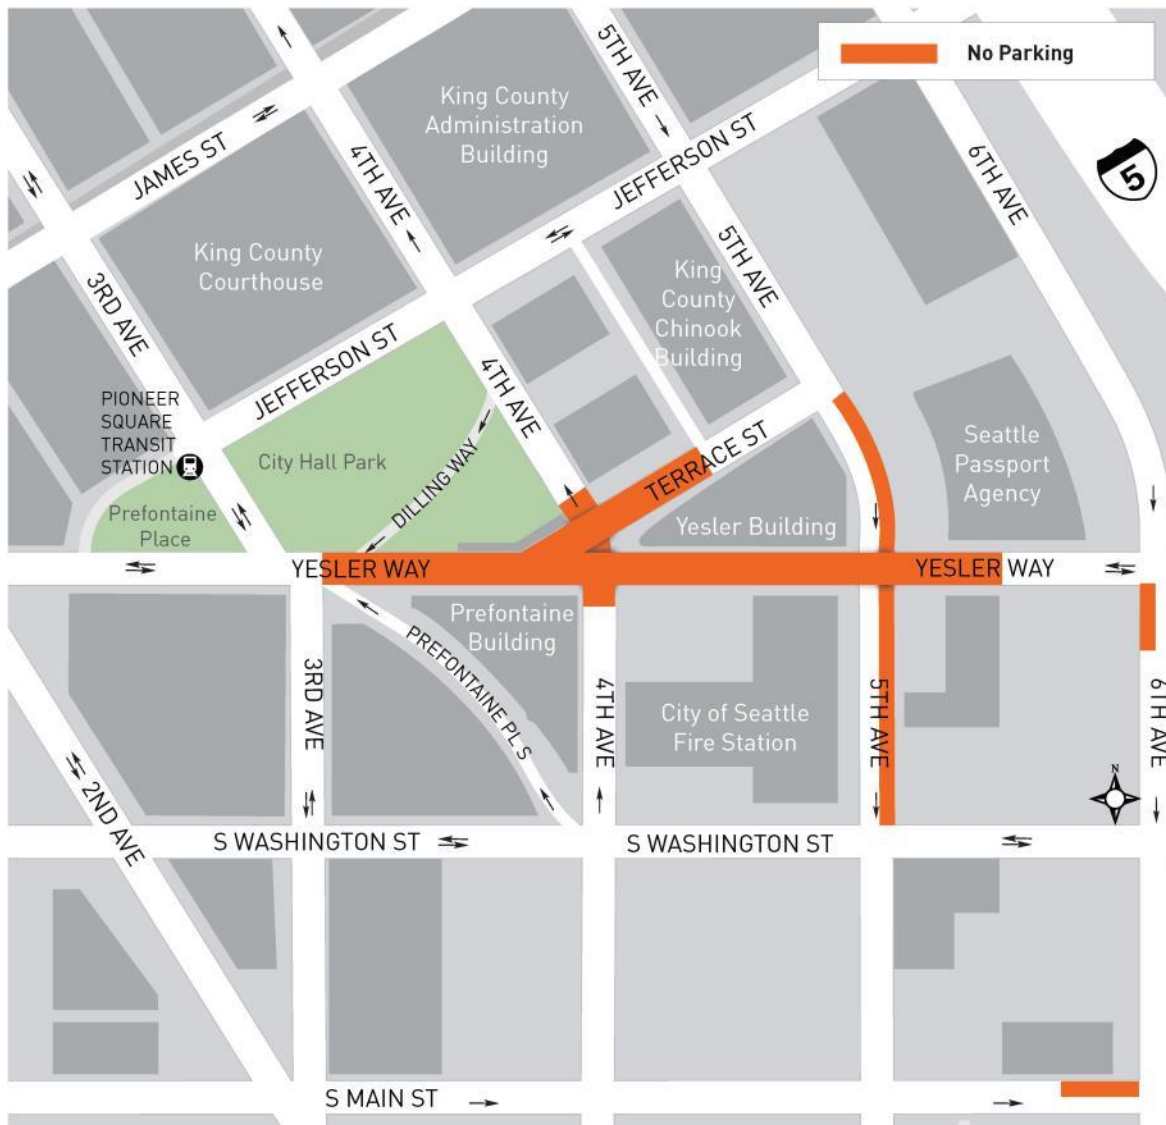 No Parking
5TH AVE
King County
Administration
Building
JAMES ST
4TH AVE
JEFFERSON ST
6TH AVE
5
King County
Courthouse
3RD AVE
5TH AVE
King
County
Chinook
Building
JEFFERSON ST
4TH AVE
PIONEER
SQUARE
TRANSIT
STATION
City Hall Park
DILLING WAY
TERRACE ST
Seattle
Passport
Agency
Prefontaine
Place
Yesler Building
YESLER WAY
YESLER WAY
Prefontaine
Building
PREFONTAINE PL S
3RD AVE
4TH AVE
City of Seattle
Fire Station
5TH AVE
6TH AVE
N
2ND AVE
S WASHINGTON ST
S WASHINGTON ST
S MAIN ST